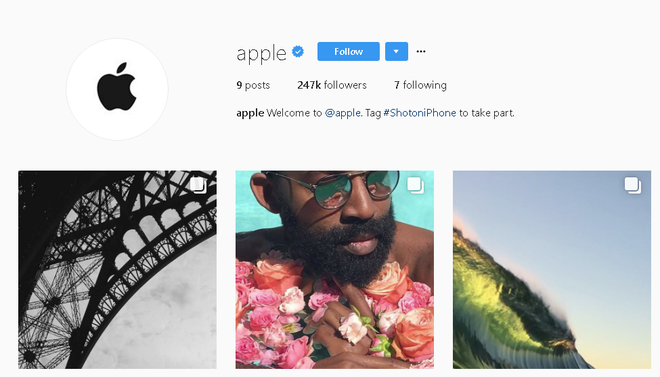 apple Follow
9 posts 247k followers 7 following
apple Welcome to @apple. Tag #ShotoniPhone to take part.